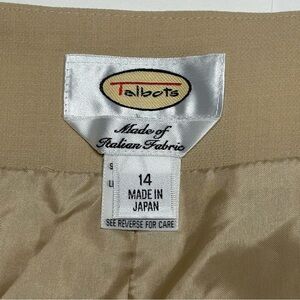 Talbots
Made of
Italian Fabric
S
14
MADE IN
JAPAN
SEE REVERSE FOR CARE